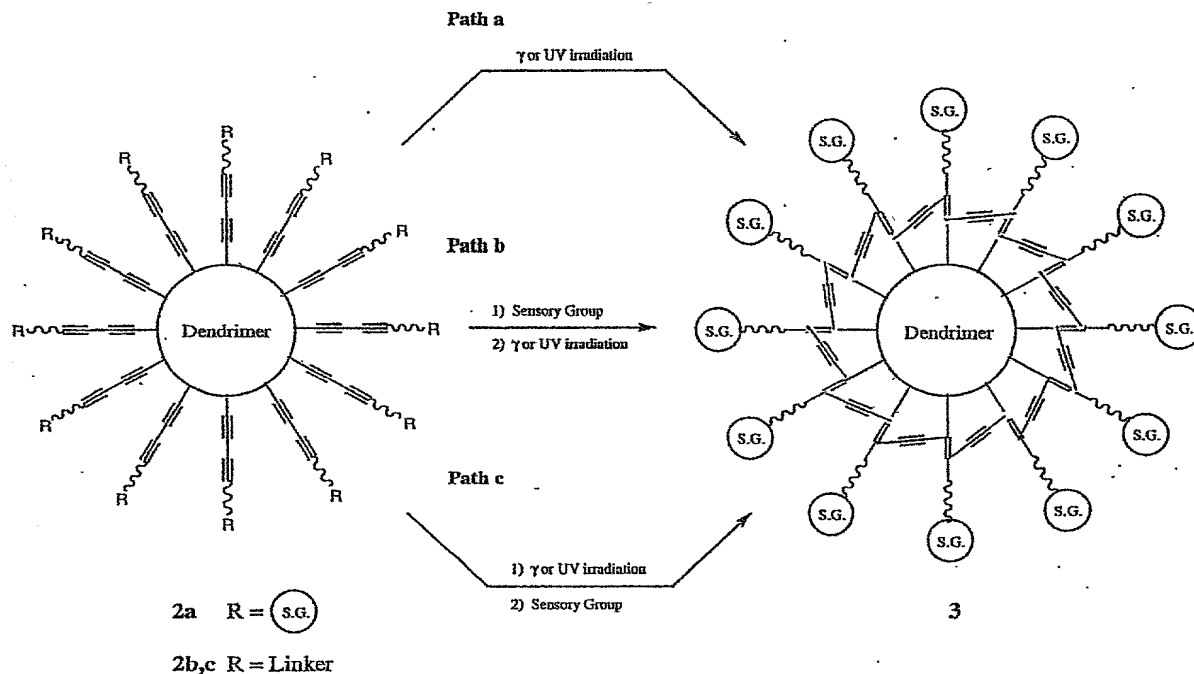 Path a
γ or UV irradiation
R
R
R
R
R
R
R
R
R
R
R
R
Dendrimer
Path b
1) Sensory Group
2) γ or UV irradiation
Path c
1) γ or UV irradiation
2) Sensory Group
S.G.
S.G.
S.G.
S.G.
S.G.
S.G.
S.G.
S.G.
S.G.
S.G.
S.G.
S.G.
Dendrimer
2a R = S.G.
2b,c R = Linker
3